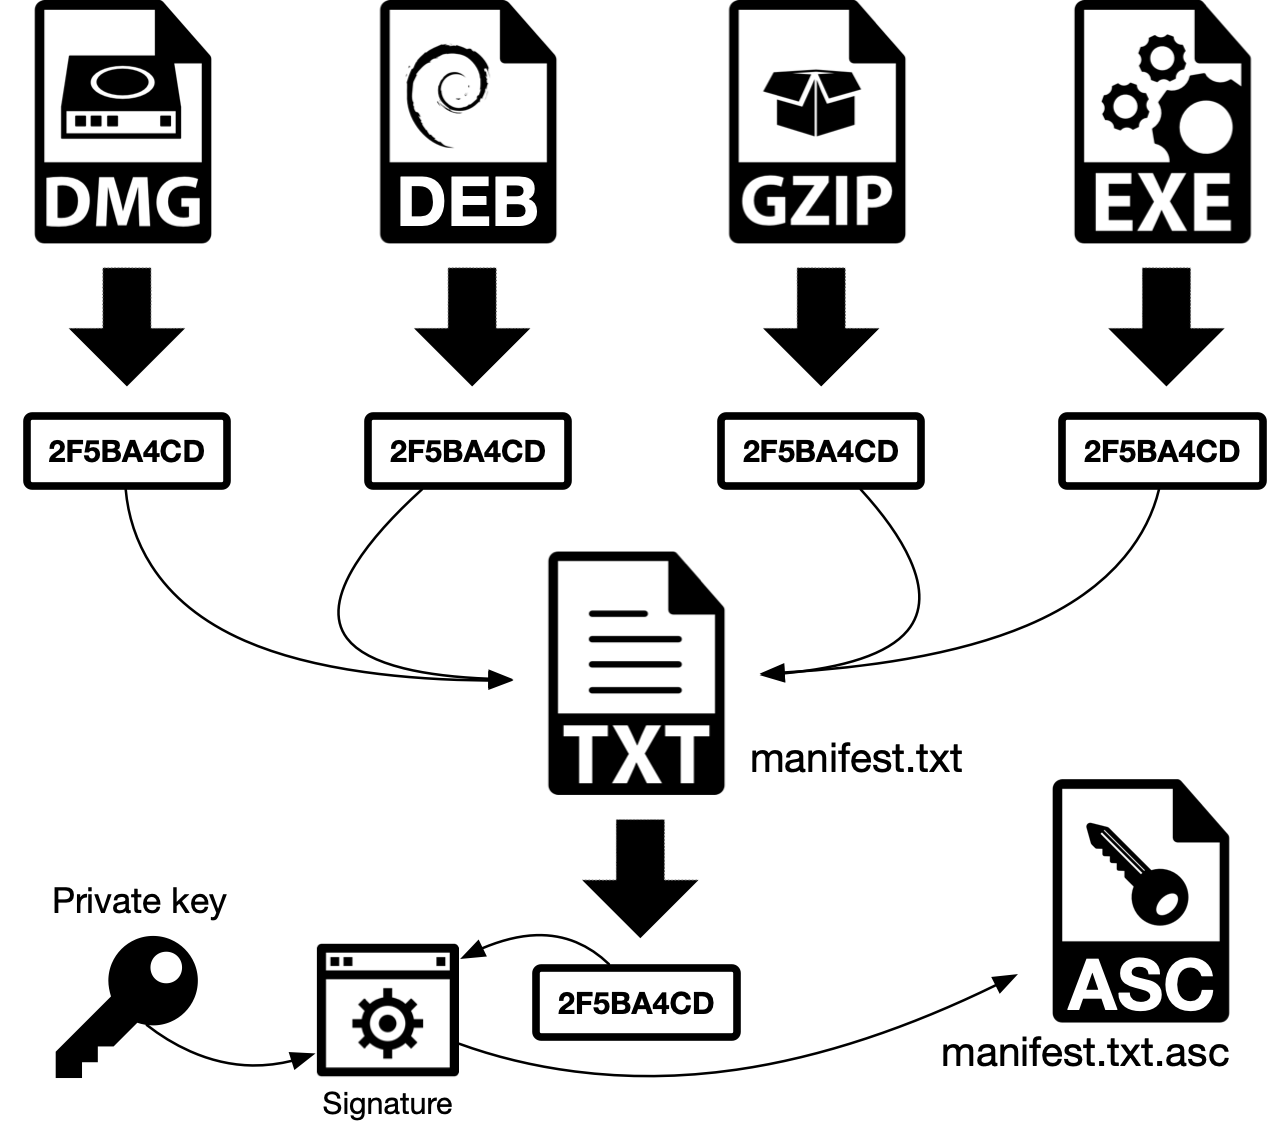 DMG
DEB
GZIP
EXE
2F5BA4CD
2F5BA4CD
2F5BA4CD
2F5BA4CD
TXT
manifest.txt
Private key
2F5BA4CD
Signature
ASC
manifest.txt.asc